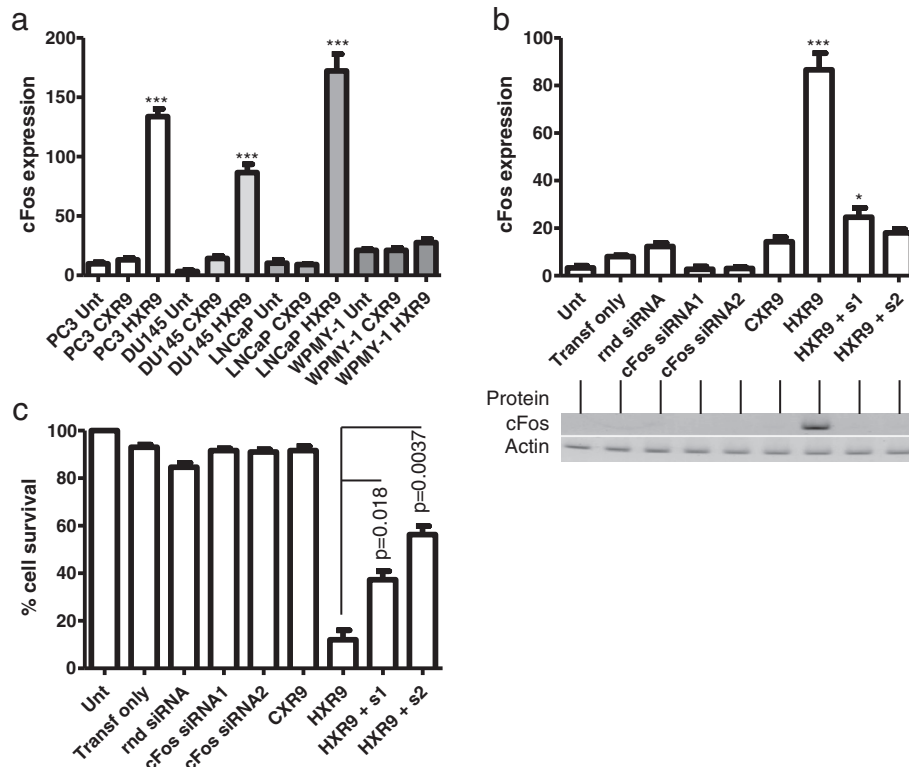 a
cFos expression
200
150
100
50
0
***
***
***
PC3 Unt
PC3 CXR9
PC3 HXR9
DU145 Unt
DU145 CXR9
DU145 HXR9
LNCaP Unt
LNCaP CXR9
LNCaP HXR9
WPMY-1 Unt
WPMY-1 CXR9
WPMY-1 HXR9
b
cFos expression
100
80
60
40
20
0
***
*
Unt
Transf only
rnd siRNA
cFos siRNA1
cFos siRNA2
CXR9
HXR9
HXR9 + s1
HXR9 + s2
Protein
cFos
Actin
c
% cell survival
100
80
60
40
20
0
p=0.018
p=0.0037
Unt
Transf only
rnd siRNA
cFos siRNA1
cFos siRNA2
CXR9
HXR9
HXR9 + s1
HXR9 + s2